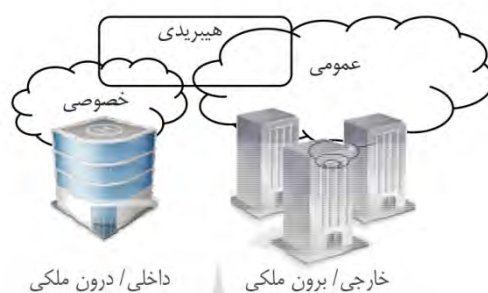 هیبریدی
عمومی
خصوصی
خارجی/ برون ملکی
داخلی/ درون ملکی